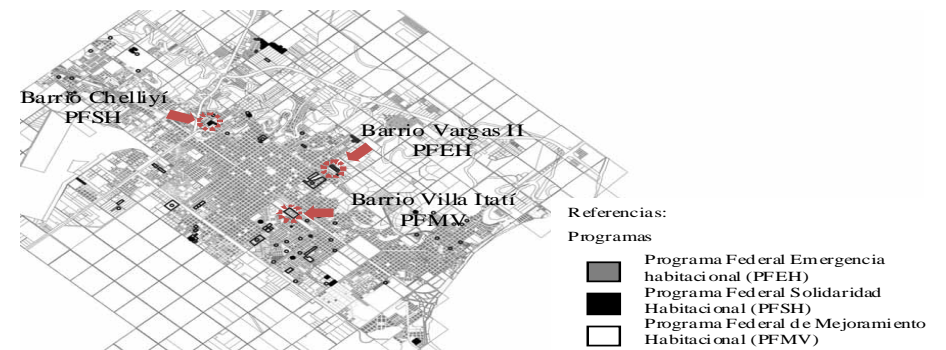 Barrio Chelliyí
PFSH
Barrio Vargas II
PFEH
Barrio Villa Itatí
PFMV
Referencias:
Programas
Programa Federal Emergencia
habitacional (PFEH)
Programa Federal Solidaridad
Habitacional (PFSH)
Programa Federal de Mejoramiento
Habitacional (PFMV)